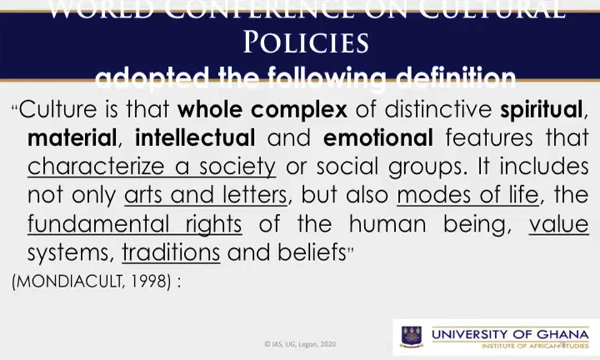 World Conference on Cultural
Policies
adopted the following definition
“Culture is that whole complex of distinctive spiritual,
material, intellectual and emotional features that
characterize a society or social groups. It includes
not only arts and letters, but also modes of life, the
fundamental rights of the human being, value
systems, traditions and beliefs”
(MONDIACULT, 1998) :
© IAS, UG, Legon, 2020
UNIVERSITY OF GHANA
INSTITUTE OF AFRICAN STUDIES